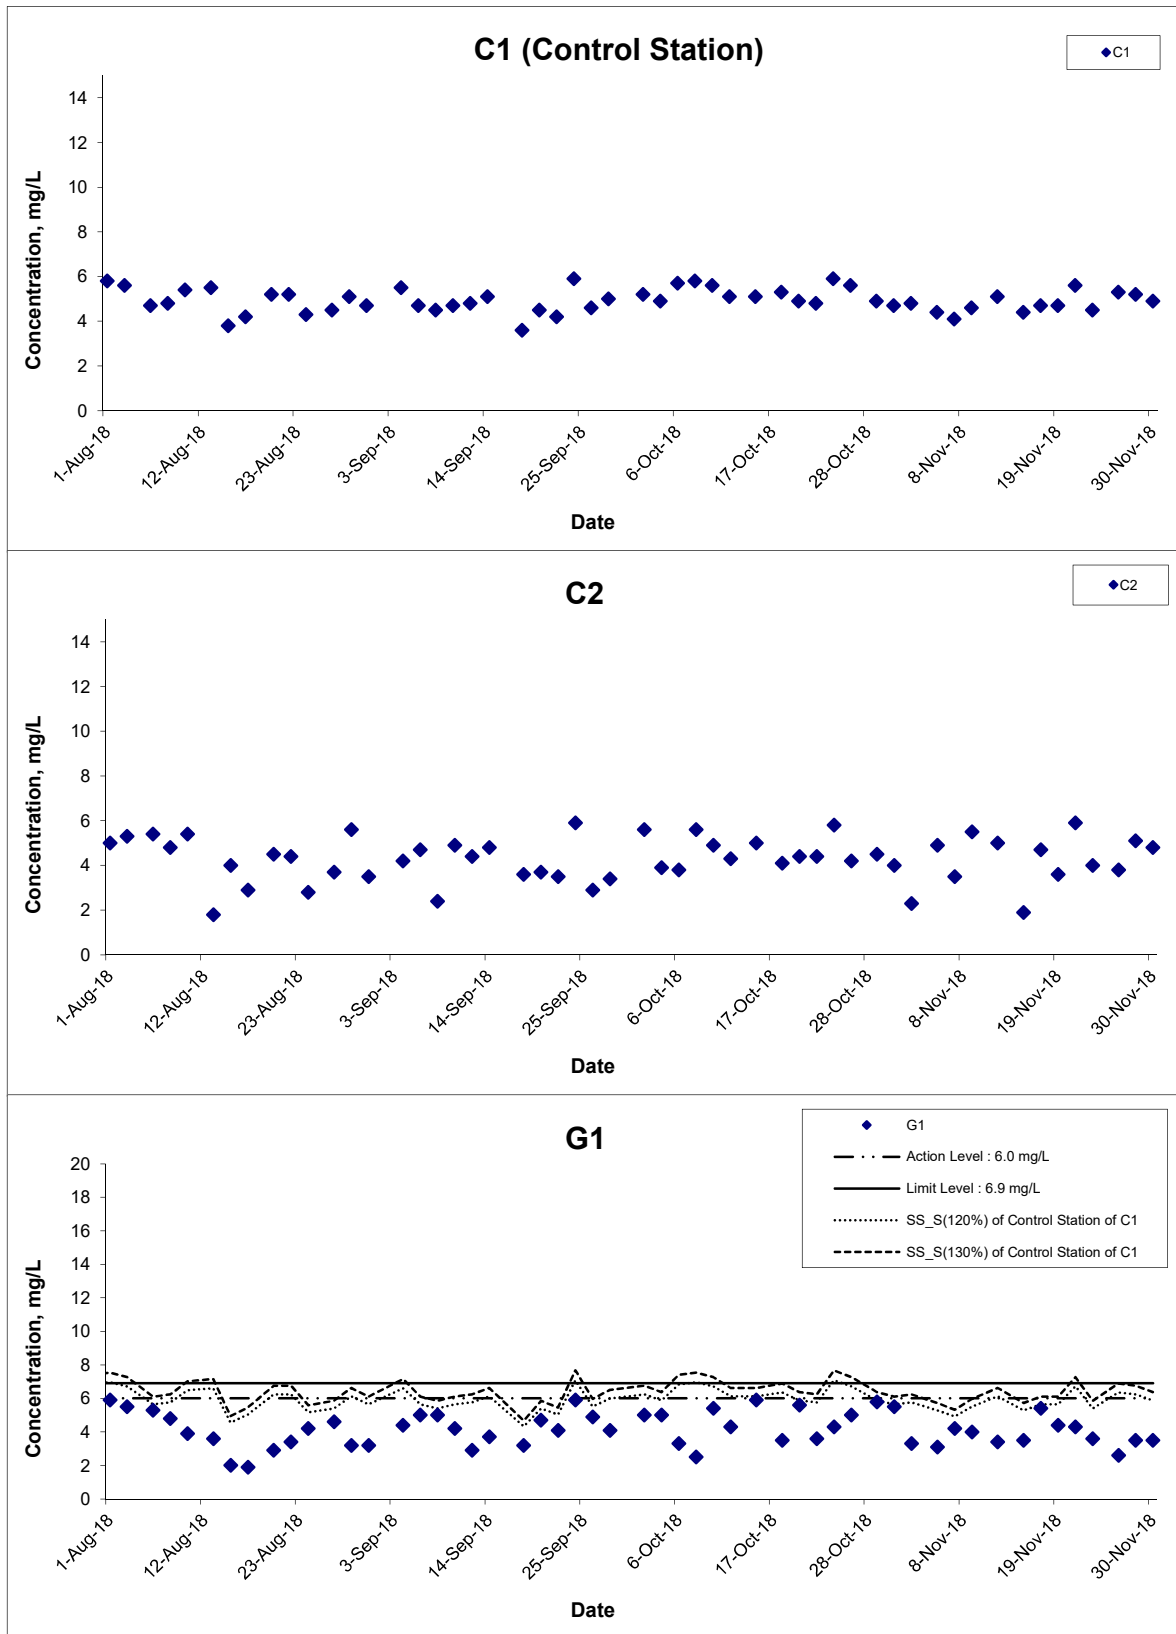 C1 (Control Station)
C1
Concentration, mg/L
14
12
10
8
6
4
2
0
1-Aug-18
12-Aug-18
23-Aug-18
3-Sep-18
14-Sep-18
25-Sep-18
6-Oct-18
17-Oct-18
28-Oct-18
8-Nov-18
19-Nov-18
30-Nov-18
Date
C2
C2
Concentration, mg/L
14
12
10
8
6
4
2
0
1-Aug-18
12-Aug-18
23-Aug-18
3-Sep-18
14-Sep-18
25-Sep-18
6-Oct-18
17-Oct-18
28-Oct-18
8-Nov-18
19-Nov-18
30-Nov-18
Date
G1
G1
Action Level : 6.0 mg/L
Limit Level : 6.9 mg/L
SS_S(120%) of Control Station of C1
SS_S(130%) of Control Station of C1
Concentration, mg/L
20
18
16
14
12
10
8
6
4
2
0
1-Aug-18
12-Aug-18
23-Aug-18
3-Sep-18
14-Sep-18
25-Sep-18
6-Oct-18
17-Oct-18
28-Oct-18
8-Nov-18
19-Nov-18
30-Nov-18
Date